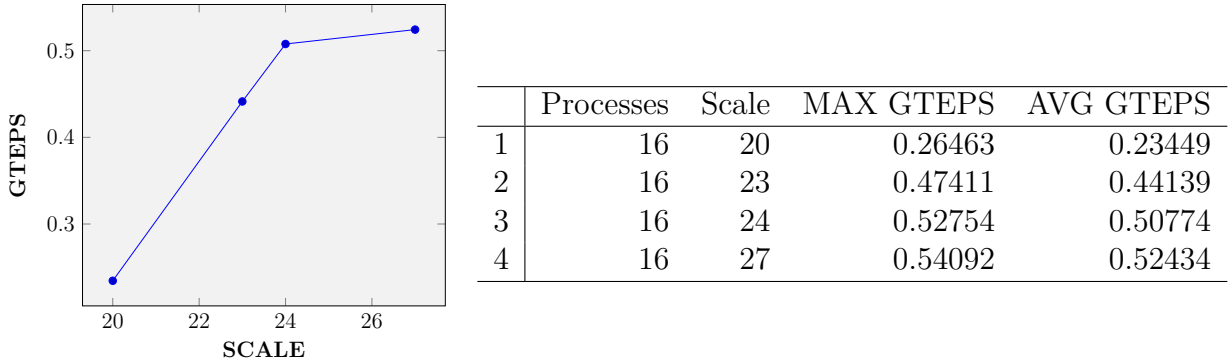 0.5
0.4
0.3
GTEPS
20 22 24 26
SCALE
Processes Scale MAX GTEPS AVG GTEPS
1 16 20 0.26463 0.23449
2 16 23 0.47411 0.44139
3 16 24 0.52754 0.50774
4 16 27 0.54092 0.52434